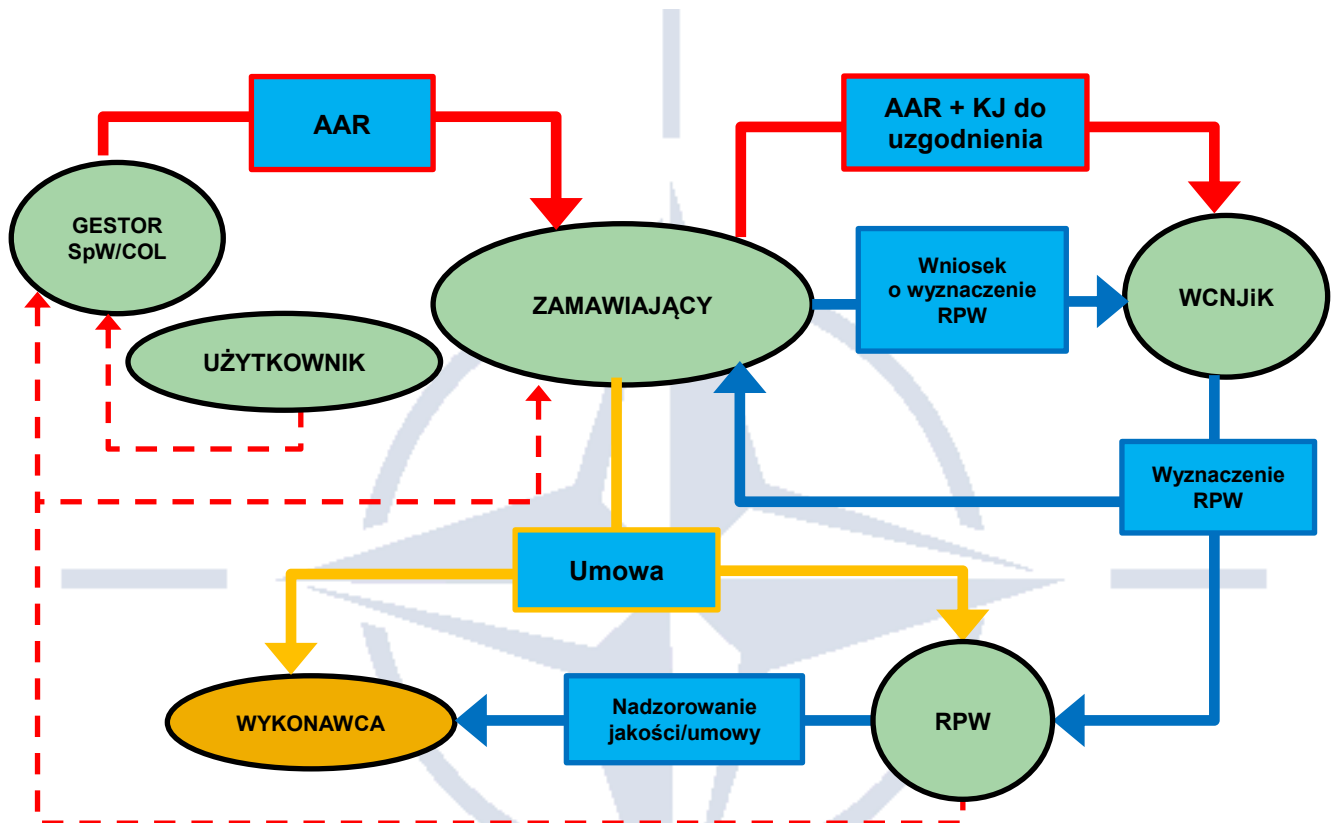 AAR
AAR + KJ do
uzgodnienia
GESTOR
SpW/COL
ZAMAWIAJĄCY
Wniosek
o wyznaczenie
RPW
WCNJiK
UŻYTKOWNIK
Wyznaczenie
RPW
Umowa
WYKONAWCA
Nadzorowanie
jakości/umowy
RPW